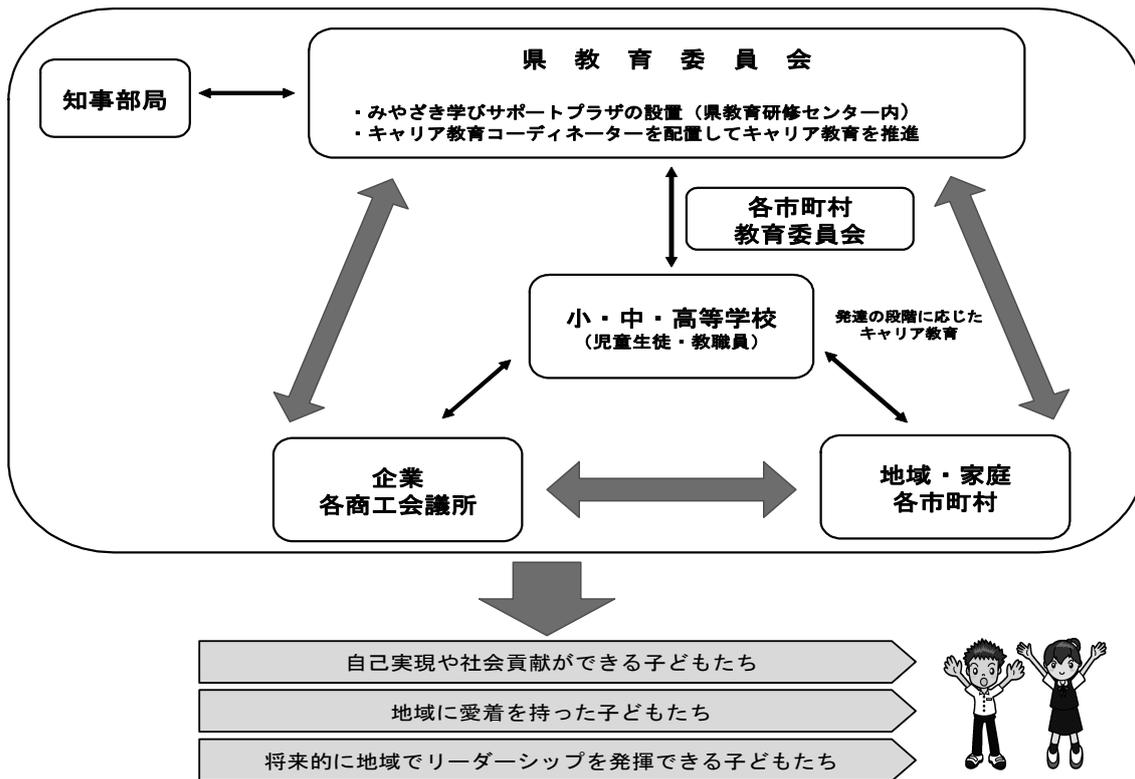 県教育委員会
知事部局
・みやざき学びサポートプラザの設置（県教育研修センター内）
・キャリア教育コーディネーターを配置してキャリア教育を推進
各市町村
教育委員会
小・中・高等学校
（児童生徒・教職員）
発達の段階に応じた
キャリア教育
企業
各商工会議所
地域・家庭
各市町村
自己実現や社会貢献ができる子どもたち
地域に愛着を持った子どもたち
将来的に地域でリーダーシップを発揮できる子どもたち